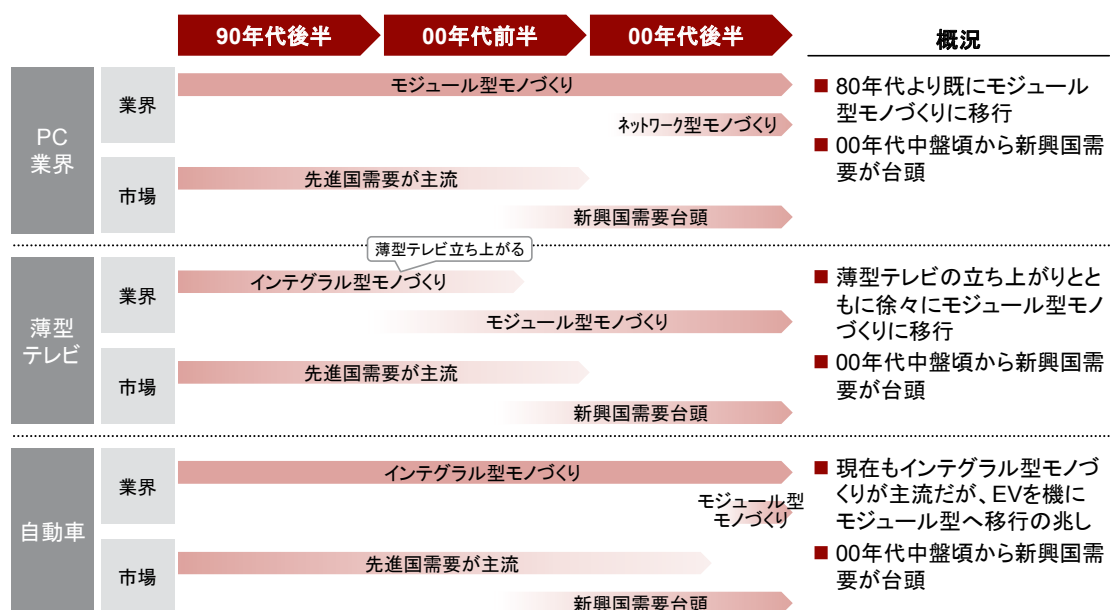 90年代後半
00年代前半
00年代後半
概況
PC
業界
業界
モジュール型モノづくり
ネットワーク型モノづくり
市場
先進国需要が主流
新興国需要台頭
■ 80年代より既にモジュール
型モノづくりに移行
■ 00年代中盤頃から新興国需
要が台頭
薄型
テレビ
業界
薄型テレビ立ち上がる
インテグラル型モノづくり
モジュール型モノづくり
市場
先進国需要が主流
新興国需要台頭
■ 薄型テレビの立ち上がりとと
もに徐々にモジュール型モノ
づくりに移行
■ 00年代中盤頃から新興国需
要が台頭
自動車
業界
インテグラル型モノづくり
モジュール型
モノづくり
市場
先進国需要が主流
新興国需要台頭
■ 現在もインテグラル型モノづ
くりが主流だが、EVを機に
モジュール型へ移行の兆し
■ 00年代中盤頃から新興国需
要が台頭